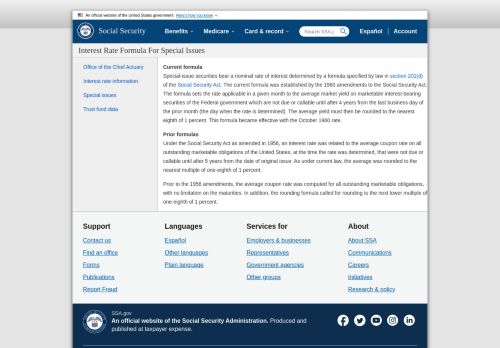 An official website of the United States government Here's how you know
Social Security
Benefits
Medicare
Card & record
Search SSA.g
Español
Account
Interest Rate Formula For Special Issues
Office of the Chief Actuary
Interest rate information
Special issues
Trust fund data
Current formula
Special-issue securities bear a nominal rate of interest determined by a formula specified by law in section 201(d)
of the Social Security Act. The current formula was established by the 1960 amendments to the Social Security Act.
The formula sets the rate applicable in a given month to the average market yield on marketable interest-bearing
securities of the Federal government which are not due or callable until after 4 years from the last business day of
the prior month (the day when the rate is determined). The average yield must then be rounded to the nearest
eighth of 1 percent. This formula became effective with the October 1960 rate.
Prior formulas
Under the Social Security Act as amended in 1956, an interest rate was related to the average coupon rate on all
outstanding marketable obligations of the United States, at the time the rate was determined, that were not due or
callable until after 5 years from the date of original issue. As under current law, the average was rounded to the
nearest multiple of one-eighth of 1 percent.
Prior to the 1956 amendments, the average coupon rate was computed for all outstanding marketable obligations,
with no limitation on the maturities. In addition, the rounding formula called for rounding to the next lower multiple of
one-eighth of 1 percent.
Support
Contact us
Find an office
Forms
Publications
Report Fraud
Languages
Español
Other languages
Plain language
Services for
Employers & businesses
Representatives
Government agencies
Other groups
About
About SSA
Communications
Careers
Initiatives
Research & policy
SSA.gov
An official website of the Social Security Administration. Produced and
published at taxpayer expense.